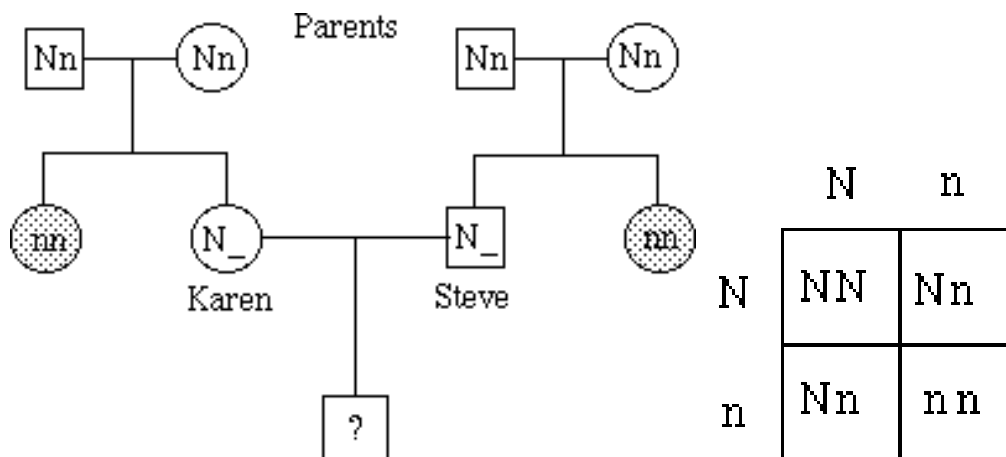 Parents
Nn Nn Nn Nn
nn N_ N_ nn
Karen Steve
?
N n
N NN Nn
n Nn nn